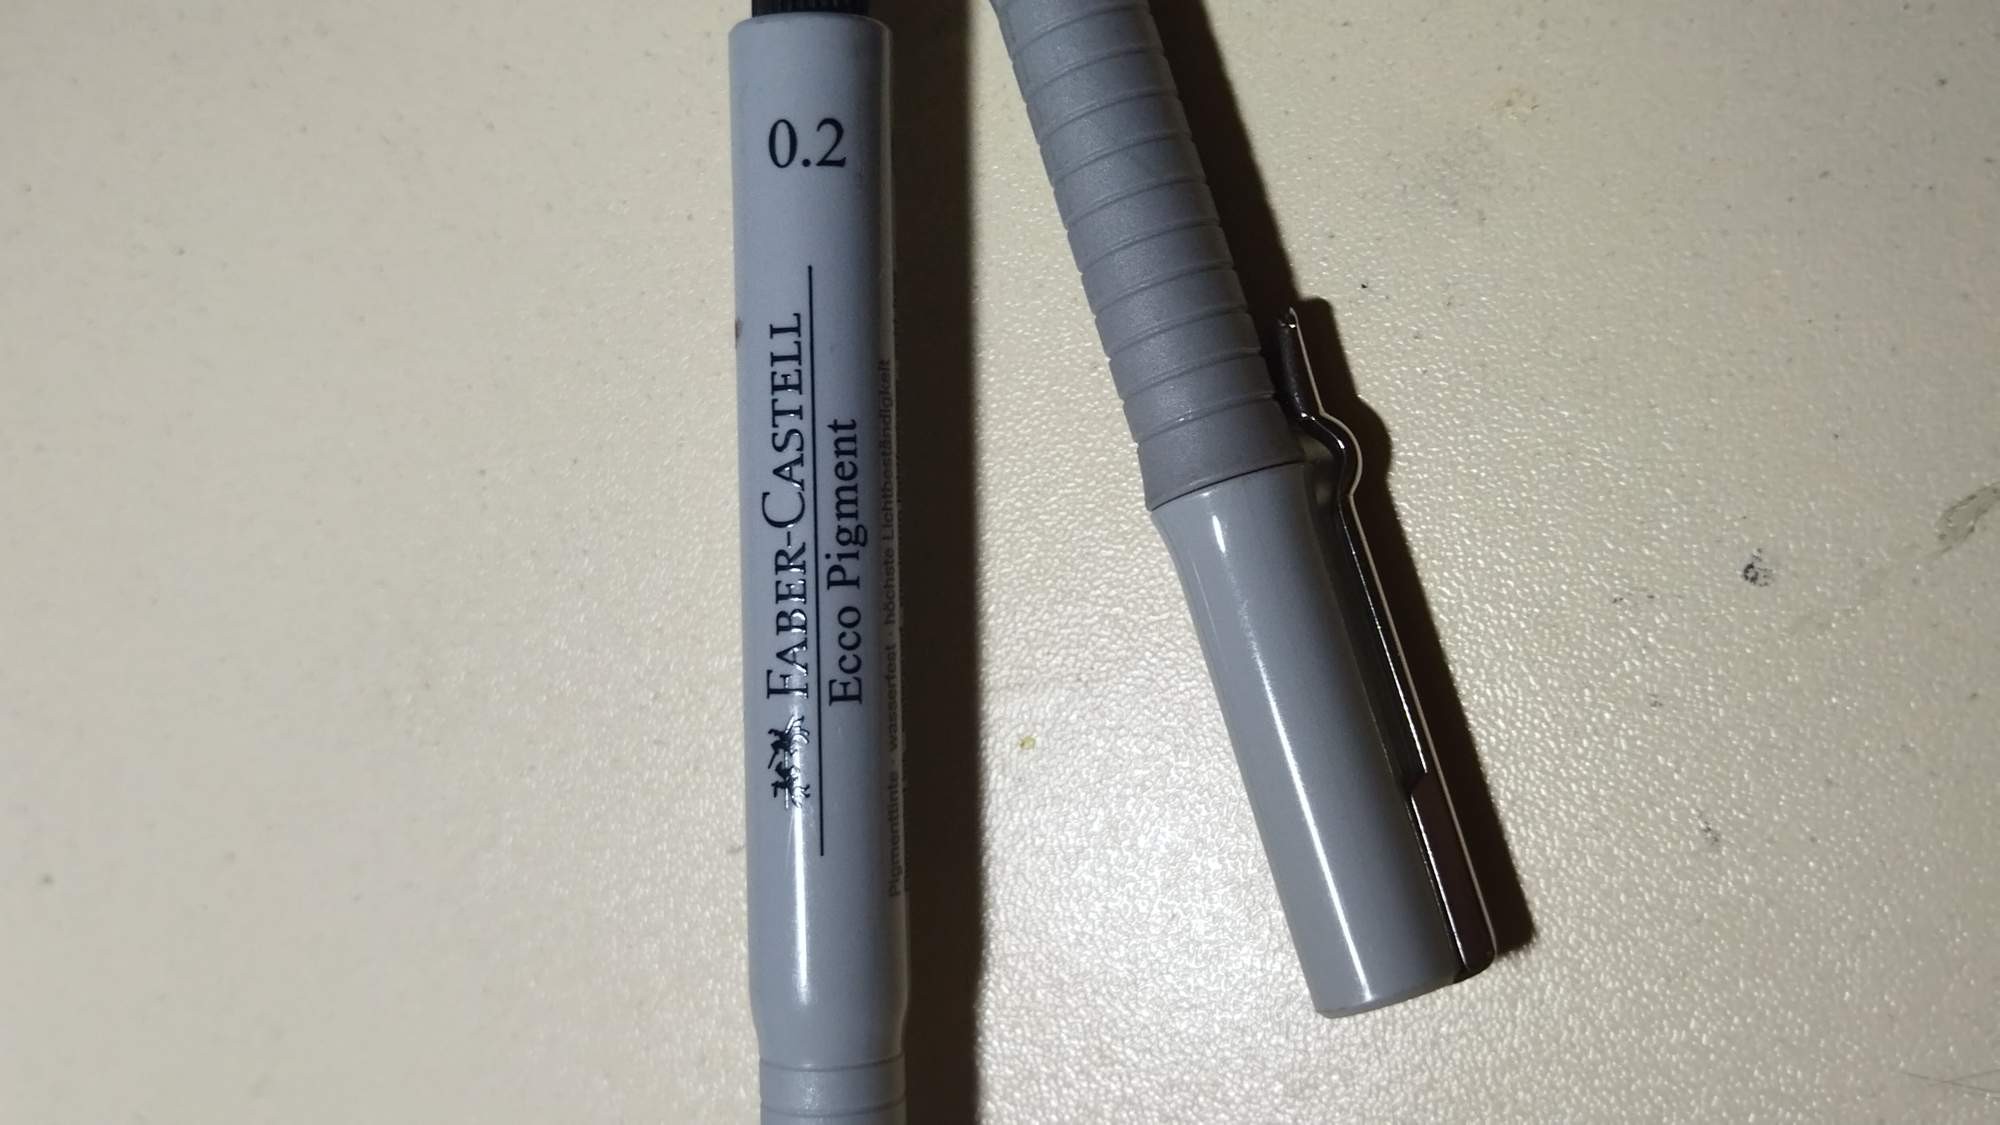 0.2
FABER-CASTELL
Ecco Pigment
Pigmenttinte · wasserfest · höchste Lichtbeständigkeit